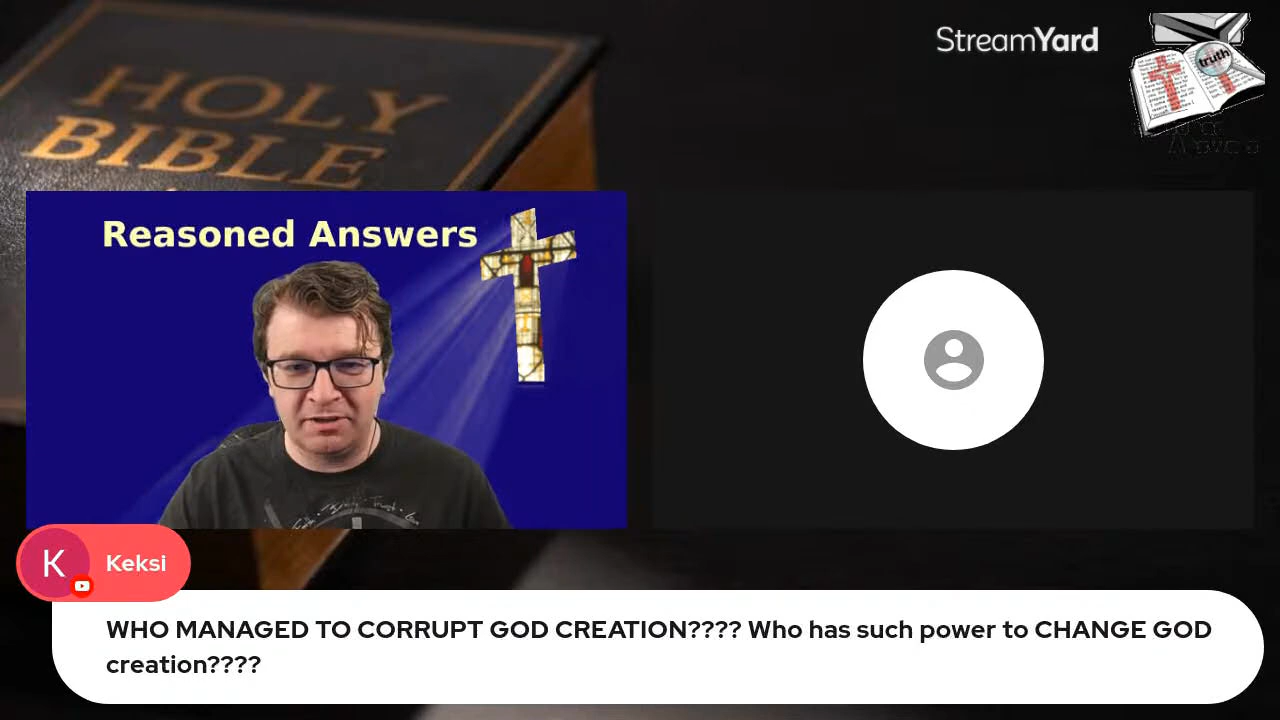 HOLY
BIBLE
StreamYard
truth
Reasoned Answers
K
Keksi
WHO MANAGED TO CORRUPT GOD CREATION???? Who has such power to CHANGE GOD
creation????